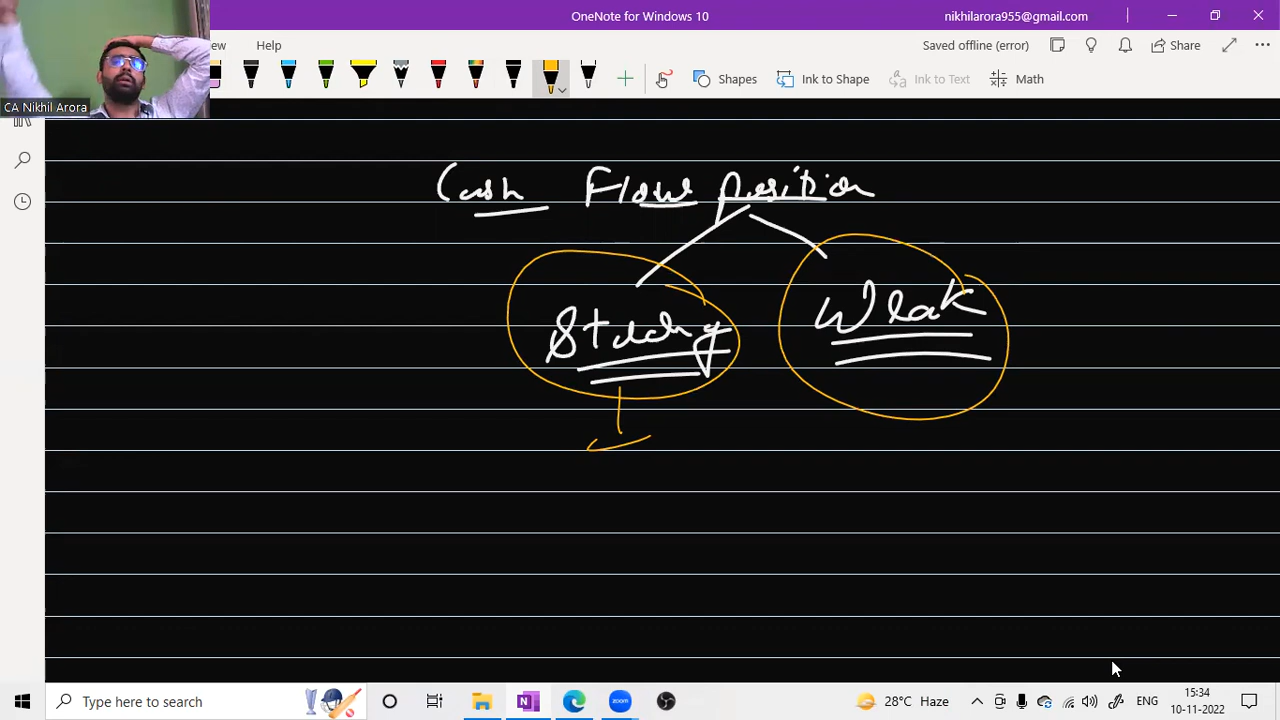 OneNote for Windows 10
nikhilarora955@gmail.com
Help
Saved offline (error)
Share
Shapes
Ink to Shape
Ink to Text
Math
CA Nikhil Arora
Cash Flow Position
Weak
Type here to search
28°C Haze
ENG
15:34
10-11-2022